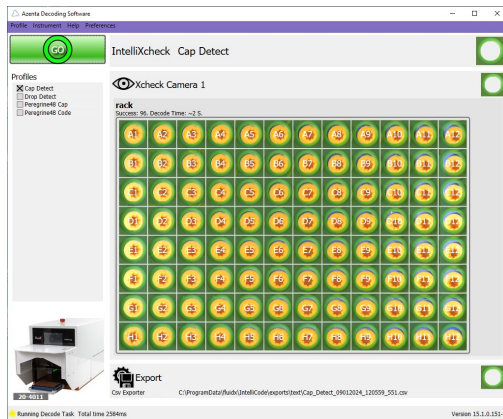 Azenta Decoding Software
Profile Instrument Help Preferences
GO
IntelliXcheck Cap Detect
Profiles
Cap Detect
Drop Detect
Peregrine48 Cap
Peregrine48 Code
Xcheck Camera 1
rack
Success: 96. Decode Time: ~2 S.
A1 A2 A3 A4 A5 A6 A7 A8 A9 A10 A11 A12
B1 B2 B3 B4 B5 B6 B7 B8 B9 B10 B11 B12
C1 C2 C3 C4 C5 C6 C7 C8 C9 C10 C11 C12
D1 D2 D3 D4 D5 D6 D7 D8 D9 D10 D11 D12
E1 E2 E3 E4 E5 E6 E7 E8 E9 E10 E11 E12
F1 F2 F3 F4 F5 F6 F7 F8 F9 F10 F11 F12
G1 G2 G3 G4 G5 G6 G7 G8 G9 G10 G11 G12
H1 H2 H3 H4 H5 H6 H7 H8 H9 H10 H11 H12
20-4011
Export
Csv Exporter C:\ProgramData\fluidx\IntelliCode\exports\text\Cap_Detect_09012024_120559_551.csv
Running Decode Task Total time 2584ms
Version 15.1.0.151-